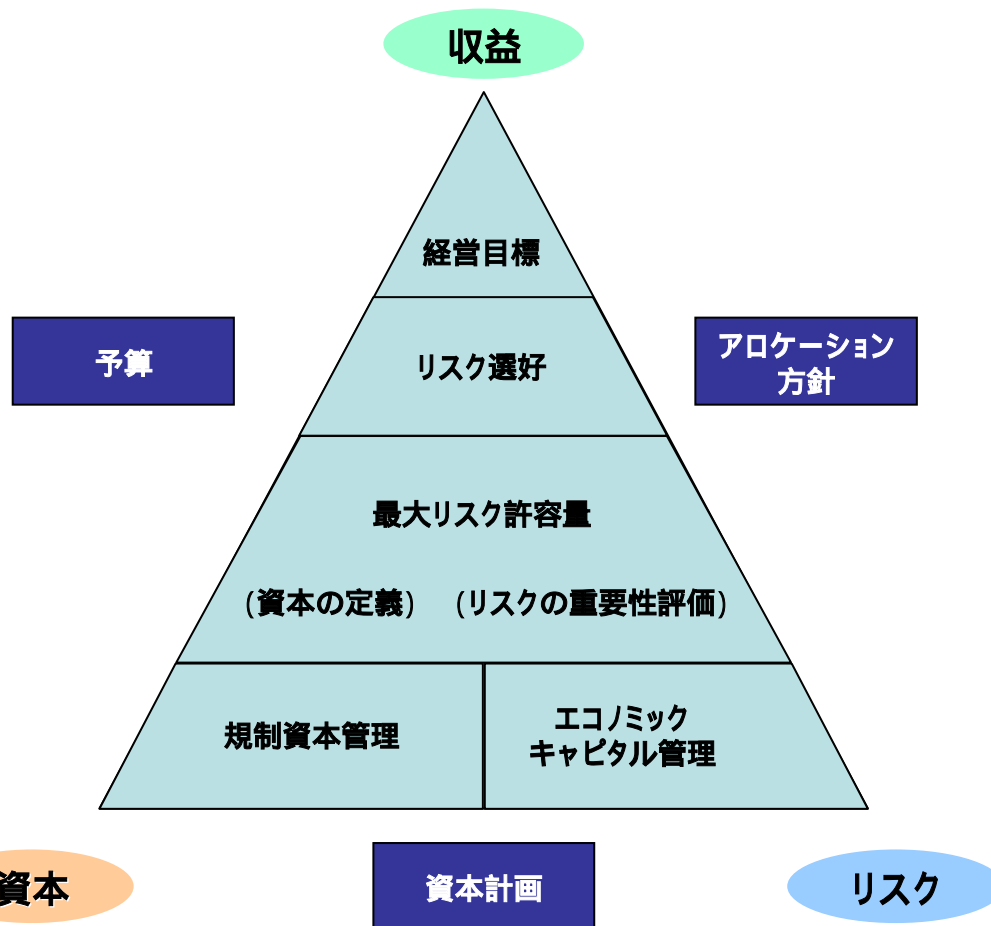 収益
経営目標
予算
リスク選好
アロケーション
方針
最大リスク許容量
(資本の定義) (リスクの重要性評価)
規制資本管理
エコノミック
キャピタル管理
資本
資本計画
リスク